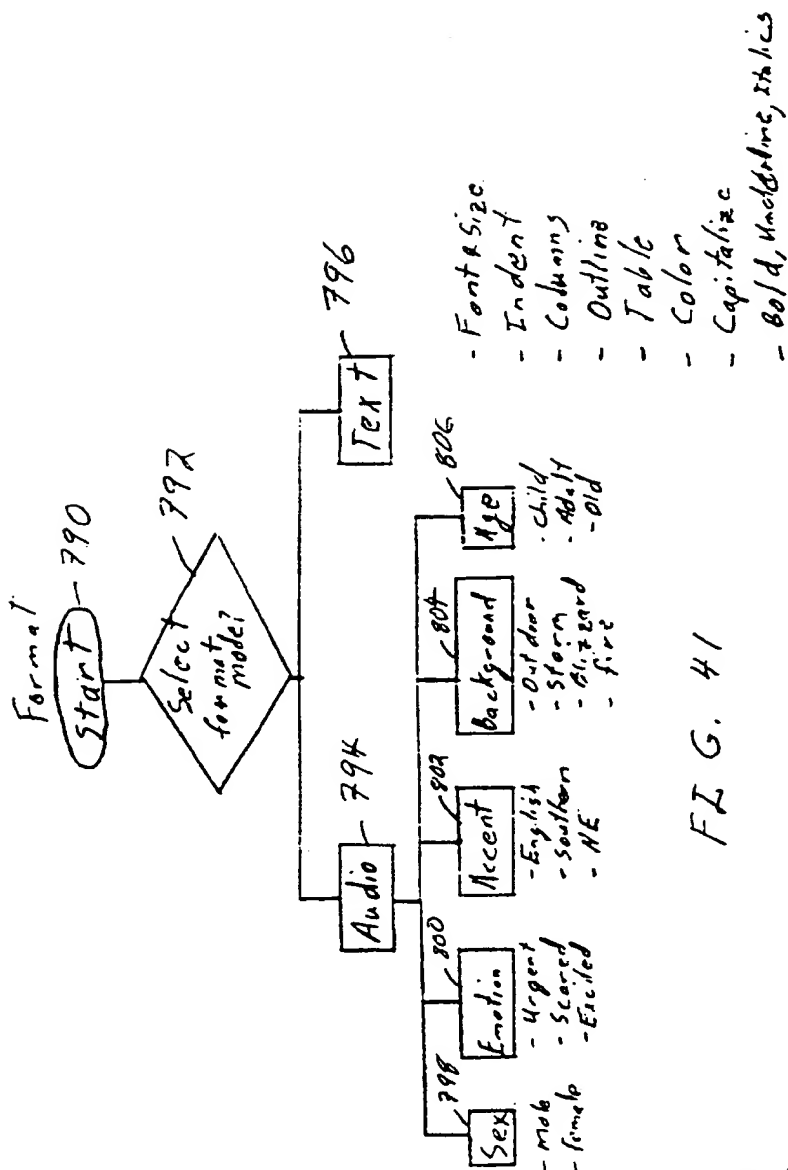 Format
Start
790
Select
format
mode?
792
Audio
794
Text
796
Sex
798
- Male
- female
Emotion
800
- Urgent
- Scared
- Excited
Accent
802
- English
- Southern
- NE
Background
804
- Outdoor
- Storm
- Blizzard
- fire
Age
806
- Child
- Adult
- Old
- Font & Size
- Indent
- Columns
- Outline
- Table
- Color
- Capitalize
- Bold, Underline, Italics
FIG. 41